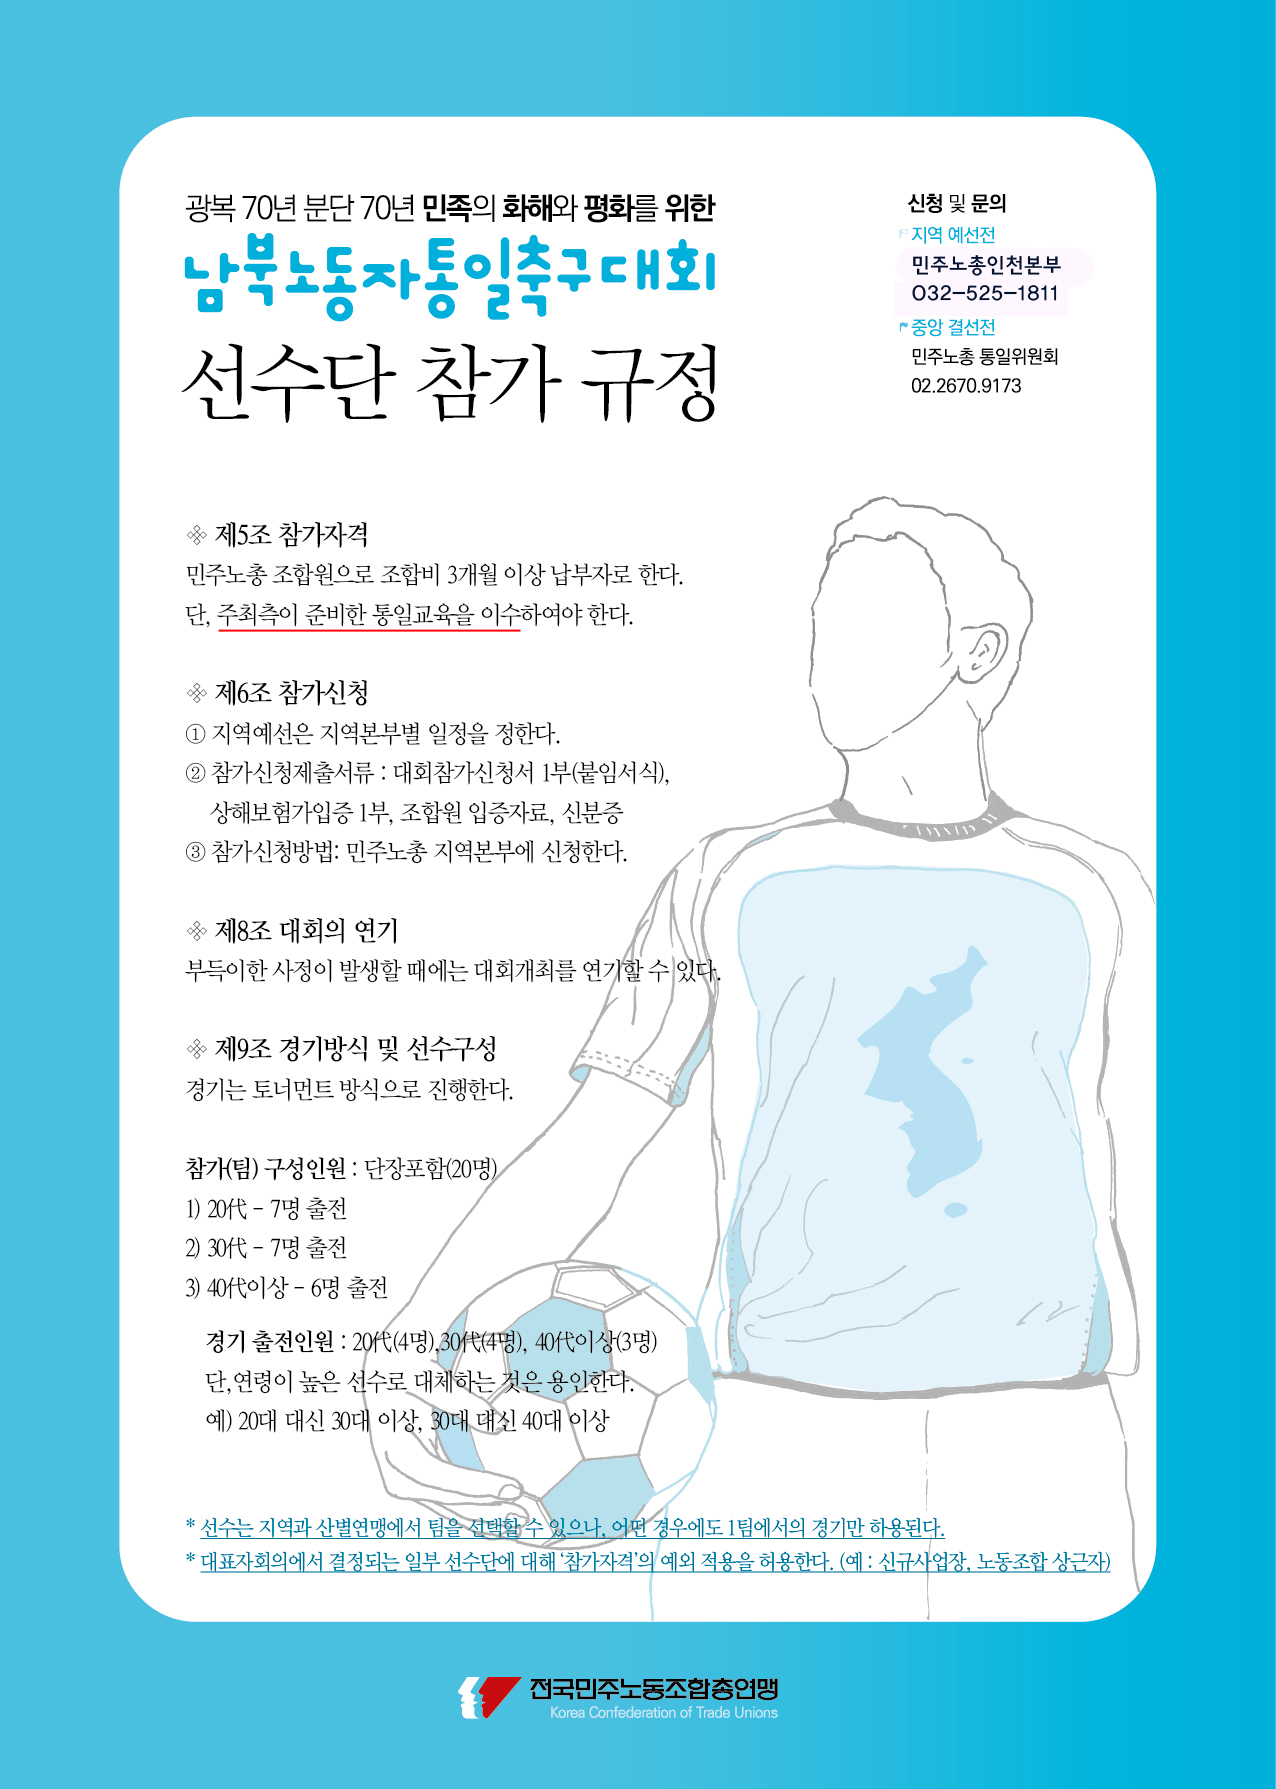 광복 70년 분단 70년 민족의 화해와 평화를 위한
남북노동자통일축구대회
선수단 참가 규정
신청 및 문의
지역 예선전
민주노총인천본부
032-525-1811
중앙 결선전
민주노총 통일위원회
02.2670.9173
제5조 참가자격
민주노총 조합원으로 조합비 3개월 이상 납부자로 한다.
단, 주최측이 준비한 통일교육을 이수하여야 한다.
제6조 참가신청
① 지역예선은 지역본부별 일정을 정한다.
② 참가신청제출서류 : 대회참가신청서 1부(붙임서식),
상해보험가입증 1부, 조합원 입증자료, 신분증
③ 참가신청방법: 민주노총 지역본부에 신청한다.
제8조 대회의 연기
부득이한 사정이 발생할 때에는 대회개최를 연기할 수 있다.
제9조 경기방식 및 선수구성
경기는 토너먼트 방식으로 진행한다.
참가(팀) 구성인원 : 단장포함(20명)
1) 20代 - 7명 출전
2) 30代 - 7명 출전
3) 40代이상 - 6명 출전
경기 출전인원 : 20代(4명),30代(4명), 40代이상(3명)
단,연령이 높은 선수로 대체하는 것은 용인한다.
예) 20대 대신 30대 이상, 30대 대신 40대 이상
* 선수는 지역과 산별연맹에서 팀을 선택할 수 있으나, 어떤 경우에도 1팀에서의 경기만 허용된다.
* 대표자회의에서 결정되는 일부 선수단에 대해 '참가자격'의 예외 적용을 허용한다. (예 : 신규사업장, 노동조합 상근자)
전국민주노동조합총연맹
Korea Confederation of Trade Unions